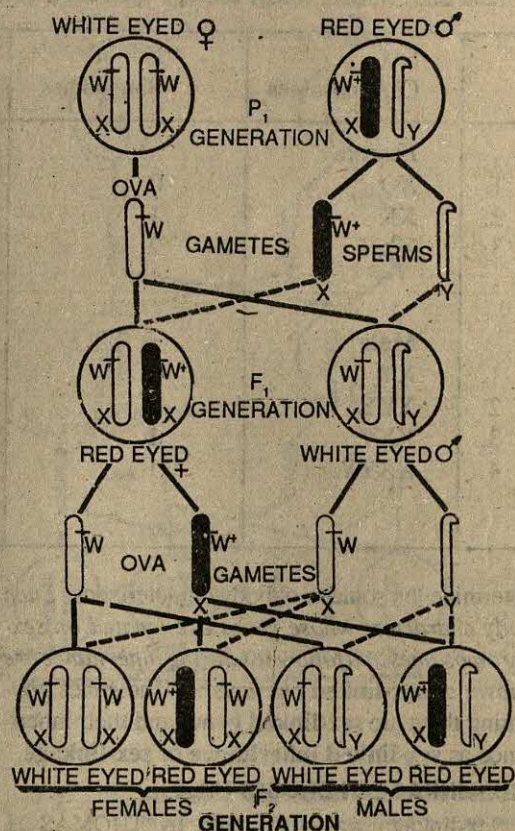 WHITE EYED ♀ RED EYED ♂
W W W+
X X X Y
P1
GENERATION
OVA
W GAMETES W+ SPERMS
X Y
W W+ F1 W
X X GENERATION X Y
RED EYED WHITE EYED ♂
W OVA W+ GAMETES W
X X
W W W+ W W W+
X X X X X Y X Y
WHITE EYED RED EYED WHITE EYED RED EYED
FEMALES F2 MALES
GENERATION